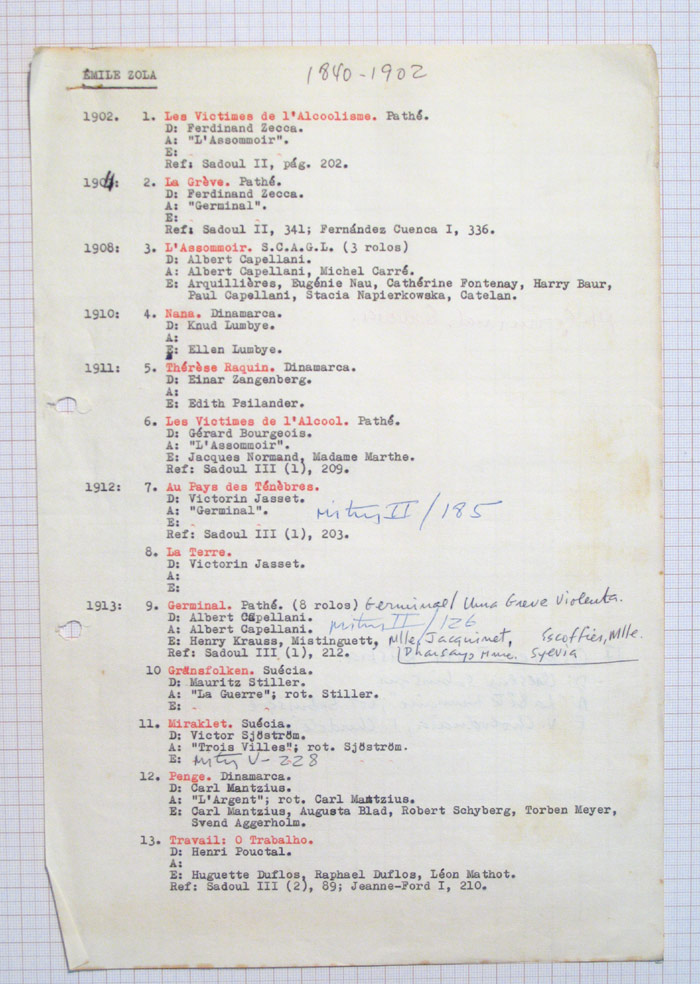 ÉMILE ZOLA 1840-1902
1902. 1. Les Victimes de l'Alcoolisme. Pathé.
D: Ferdinand Zecca.
A: "L'Assommoir".
E:
Ref: Sadoul II, pág. 202.
1904: 2. La Grève. Pathé.
D: Ferdinand Zecca.
A: "Germinal".
E:
Ref: Sadoul II, 341; Fernández Cuenca I, 336.
1908: 3. L'Assommoir. S.C.A.G.L. (3 rolos)
D: Albert Capellani.
A: Albert Capellani, Michel Carré.
E: Arquillières, Eugénie Nau, Cathérine Fontenay, Harry Baur,
Paul Capellani, Stacia Napierkowska, Catelan.
1910: 4. Nana. Dinamarca.
D: Knud Lumbye.
A:
E: Ellen Lumbye.
1911: 5. Thérèse Raquin. Dinamarca.
D: Einar Zangenberg.
A:
E: Edith Psilander.
6. Les Victimes de l'Alcool. Pathé.
D: Gérard Bourgeois.
A: "L'Assommoir".
E: Jacques Normand, Madame Marthe.
Ref: Sadoul III (1), 209.
1912: 7. Au Pays des Ténèbres.
D: Victorin Jasset.
A: "Germinal". Mitry II/185
E:
Ref: Sadoul III (1), 203.
8. La Terre.
D: Victorin Jasset.
A:
E:
1913: 9. Germinal. Pathé. (8 rolos) Germinal/Uma Greve Violenta.
D: Albert Capellani.
A: Albert Capellani. Mitry II/126
E: Henry Krauss, Mistinguett, Mlle. Jacquinet, Escoffier, Mlle.
Ref: Sadoul III (1), 212. Dharsay, Mme. Sylvia
10 Gränsfolken. Suécia.
D: Mauritz Stiller.
A: "La Guerre"; rot. Stiller.
E:
11. Miraklet. Suécia.
D: Victor Sjöström.
A: "Trois Villes"; rot. Sjöström.
E: Mitry V-228
12. Penge. Dinamarca.
D: Carl Mantzius.
A: "L'Argent"; rot. Carl Mantzius.
E: Carl Mantzius, Augusta Blad, Robert Schyberg, Torben Meyer,
Svend Aggerholm.
13. Travail: O Trabalho.
D: Henri Pouctal.
A:
E: Huguette Duflos, Raphael Duflos, Léon Mathot.
Ref: Sadoul III (2), 89; Jeanne-Ford I, 210.